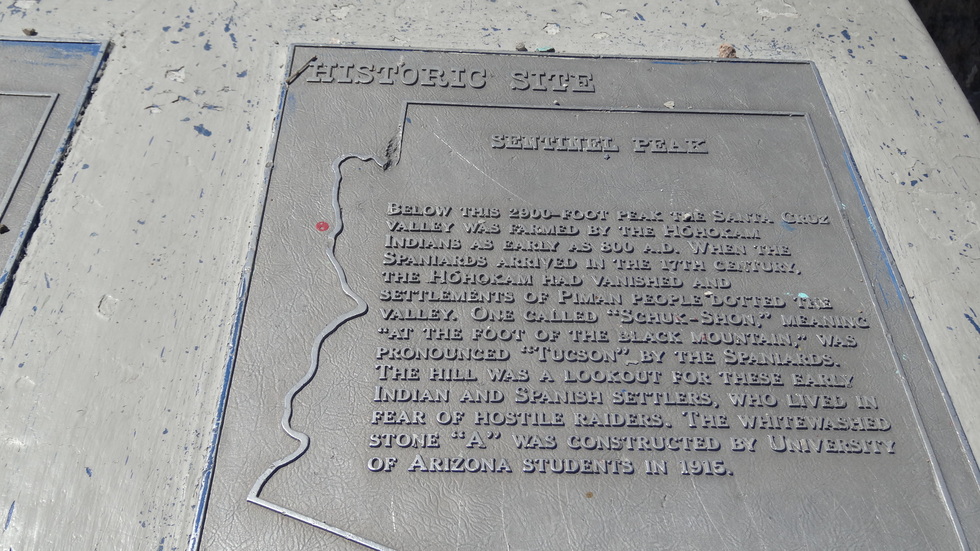 HISTORIC SITE
SENTINEL PEAK
BELOW THIS 2900-FOOT PEAK THE SANTA CRUZ
VALLEY WAS FARMED BY THE HOHOKAM
INDIANS AS EARLY AS 800 A.D. WHEN THE
SPANIARDS ARRIVED IN THE 17TH CENTURY,
THE HOHOKAM HAD VANISHED AND
SETTLEMENTS OF PIMAN PEOPLE DOTTED THE
VALLEY. ONE CALLED "SCHUK-SHON," MEANING
"AT THE FOOT OF THE BLACK MOUNTAIN," WAS
PRONOUNCED "TUCSON" BY THE SPANIARDS.
THE HILL WAS A LOOKOUT FOR THESE EARLY
INDIAN AND SPANISH SETTLERS, WHO LIVED IN
FEAR OF HOSTILE RAIDERS. THE WHITEWASHED
STONE "A" WAS CONSTRUCTED BY UNIVERSITY
OF ARIZONA STUDENTS IN 1915.